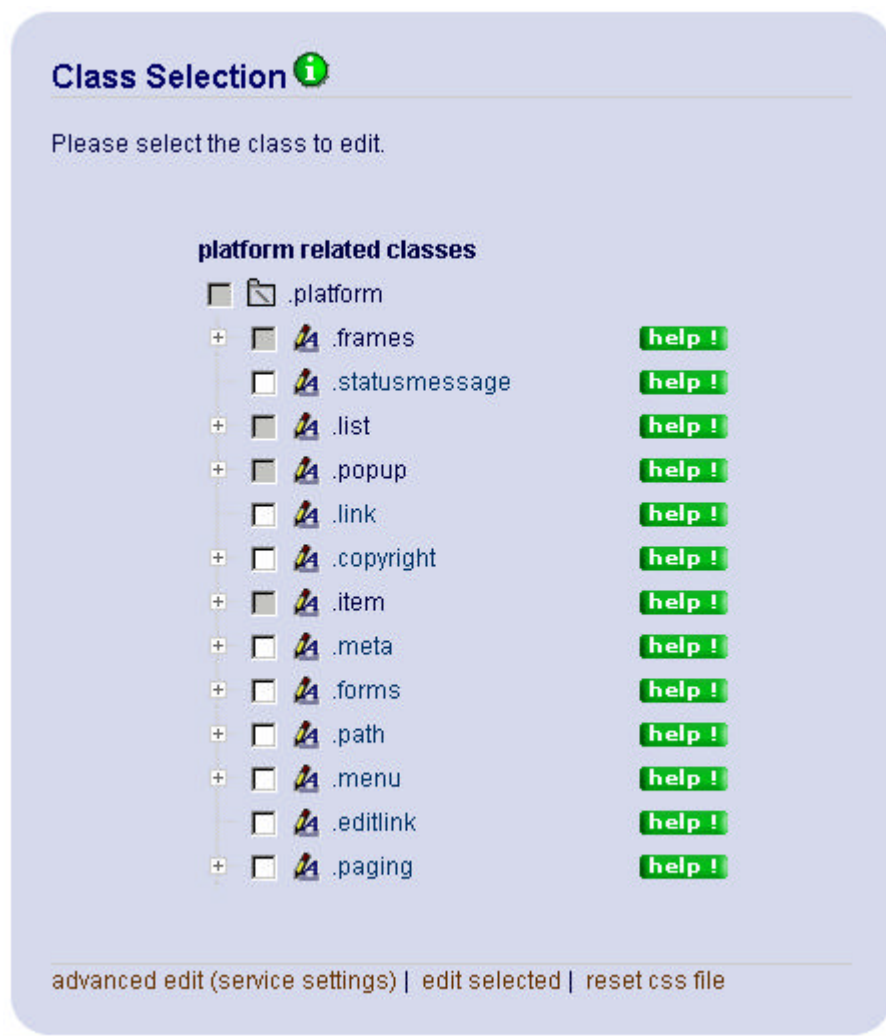 Class Selection i
Please select the class to edit.
platform related classes
.platform
.frames help !
.statusmessage help !
.list help !
.popup help !
.link help !
.copyright help !
.item help !
.meta help !
.forms help !
.path help !
.menu help !
.editlink help !
.paging help !
advanced edit (service settings) | edit selected | reset css file